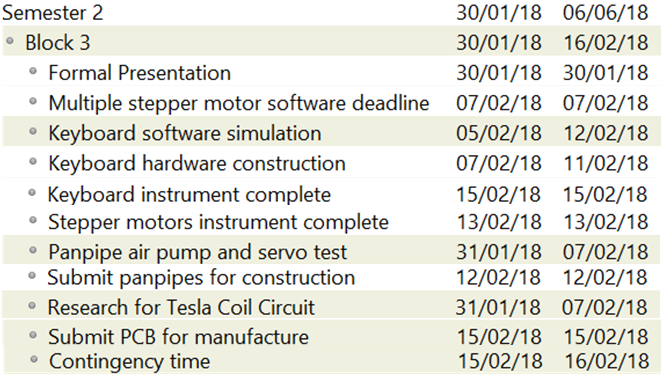 Semester 2 30/01/18 06/06/18
Block 3 30/01/18 16/02/18
Formal Presentation 30/01/18 30/01/18
Multiple stepper motor software deadline 07/02/18 07/02/18
Keyboard software simulation 05/02/18 12/02/18
Keyboard hardware construction 07/02/18 11/02/18
Keyboard instrument complete 15/02/18 15/02/18
Stepper motors instrument complete 13/02/18 13/02/18
Panpipe air pump and servo test 31/01/18 07/02/18
Submit panpipes for construction 12/02/18 12/02/18
Research for Tesla Coil Circuit 31/01/18 07/02/18
Submit PCB for manufacture 15/02/18 15/02/18
Contingency time 15/02/18 16/02/18